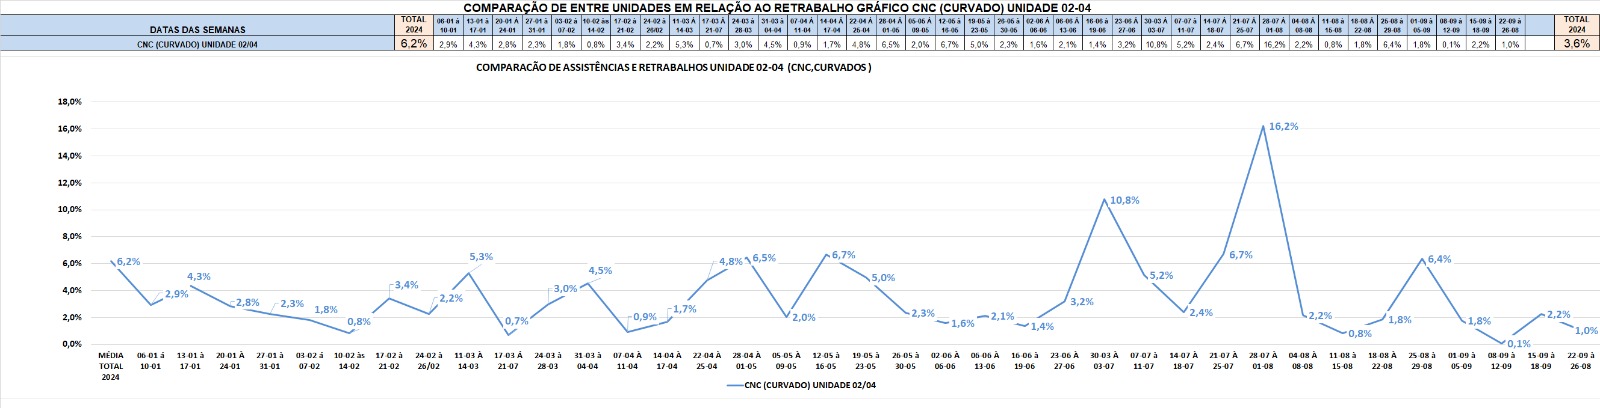 COMPARAÇÃO DE ENTRE UNIDADES EM RELAÇÃO AO RETRABALHO GRÁFICO CNC (CURVADO) UNIDADE 02-04
DATAS DAS SEMANAS TOTAL 2024 06-01 á 10-01 13-01 á 17-01 20-01 À 24-01 27-01 á 31-01 03-02 á 07-02 10-02 às 14-02 17-02 á 21-02 24-02 á 26/02 11-03 À 14-03 17-03 Á 21-03 24-03 á 28-03 31-03 á 04-04 07-04 À 11-04 14-04 À 17-04 22-04 Á 25-04 28-04 Á 01-05 05-05 Á 09-05 12-05 Á 16-05 19-05 á 23-05 26-05 á 30-05 02-06 À 06-06 09-06 À 13-06 16-06 à 19-06 23-06 À 27-06 30-03 À 03-07 07-07 á 11-07 14-07 À 18-07 21-07 À 25-07 28-07 À 01-08 04-08 À 08-08 11-08 à 15-08 18-08 à 22-08 25-08 à 29-08 01-09 à 05-09 08-09 à 12-09 15-09 à 18-09 22-09 à 26-08 TOTAL 2024
CNC (CURVADO) UNIDADE 02/04 6,2% 2,9% 4,3% 2,8% 2,3% 1,8% 0,8% 3,4% 2,2% 5,3% 0,7% 3,0% 4,5% 0,9% 1,7% 4,8% 6,5% 2,0% 6,7% 5,0% 2,3% 1,6% 2,1% 1,4% 3,2% 10,8% 5,2% 2,4% 6,7% 16,2% 2,2% 0,8% 1,8% 6,4% 1,8% 0,1% 2,2% 1,0% 3,6%
COMPARAÇÃO DE ASSISTÊNCIAS E RETRABALHOS UNIDADE 02-04 (CNC,CURVADOS )
18,0%
16,0%
14,0%
12,0%
10,0%
8,0%
6,0%
4,0%
2,0%
0,0%
6,2% 2,9% 4,3% 2,8% 2,3% 1,8% 0,8% 3,4% 2,2% 5,3% 0,7% 3,0% 4,5% 0,9% 1,7% 4,8% 6,5% 2,0% 6,7% 5,0% 2,3% 1,6% 2,1% 1,4% 3,2% 10,8% 5,2% 2,4% 6,7% 16,2% 2,2% 0,8% 1,8% 6,4% 1,8% 0,1% 2,2% 1,0%
MÉDIA 06-01 á 13-01 á 20-01 À 27-01 á 03-02 á 10-02 às 17-02 á 24-02 á 11-03 À 17-03 Á 24-03 á 31-03 á 07-04 À 14-04 À 22-04 Á 28-04 Á 05-05 Á 12-05 Á 19-05 á 26-05 á 02-06 À 09-06 À 16-06 à 23-06 À 30-03 À 07-07 á 14-07 À 21-07 À 28-07 À 04-08 À 11-08 à 18-08 à 25-08 à 01-09 à 08-09 à 15-09 à 22-09 à
TOTAL 10-01 17-01 24-01 31-01 07-02 14-02 21-02 26/02 14-03 21-03 28-03 04-04 11-04 17-04 25-04 01-05 09-05 16-05 23-05 30-05 06-06 13-06 19-06 27-06 03-07 11-07 18-07 25-07 01-08 08-08 15-08 22-08 29-08 05-09 12-09 18-09 26-08
2024
CNC (CURVADO) UNIDADE 02/04